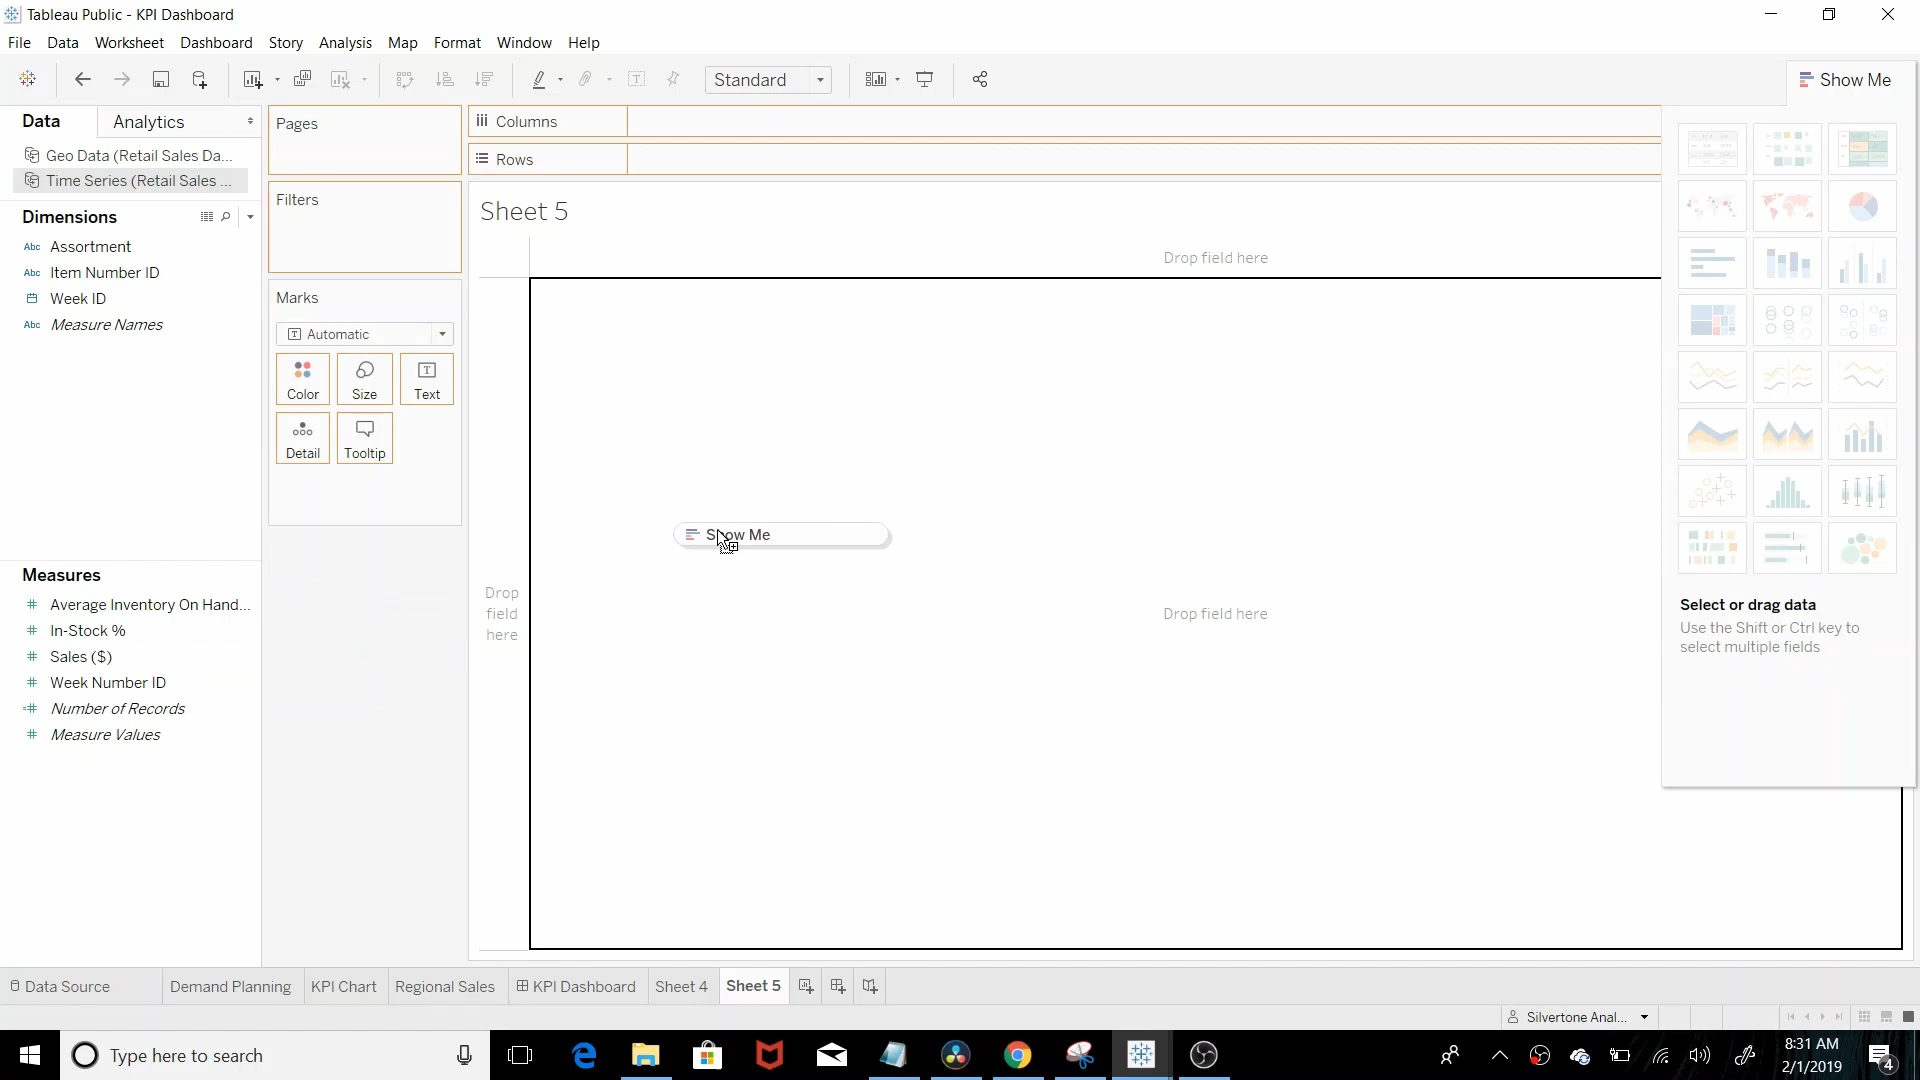 Tableau Public - KPI Dashboard
File Data Worksheet Dashboard Story Analysis Map Format Window Help
Standard
Show Me
Data
Analytics
Geo Data (Retail Sales Da...
Time Series (Retail Sales ...
Dimensions
Abc Assortment
Abc Item Number ID
Week ID
Abc Measure Names
Measures
# Average Inventory On Hand...
# In-Stock %
# Sales ($)
# Week Number ID
=# Number of Records
# Measure Values
Pages
Filters
Marks
T Automatic
Color
Size
T Text
Detail
Tooltip
iii Columns
Rows
Sheet 5
Drop field here
Drop
field
here
Show Me
Drop field here
Select or drag data
Use the Shift or Ctrl key to
select multiple fields
Data Source
Demand Planning
KPI Chart
Regional Sales
KPI Dashboard
Sheet 4
Sheet 5
Silvertone Anal...
Type here to search
8:31 AM
2/1/2019
4